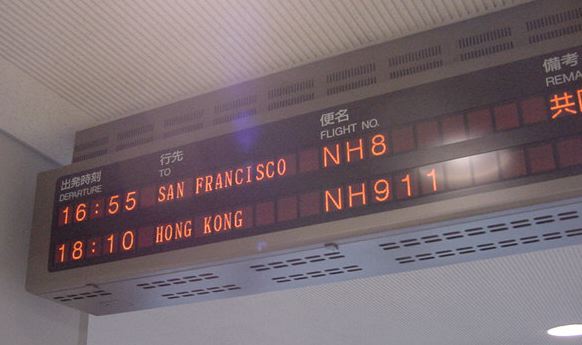 出発時刻 行先 便名 備考
DEPARTURE TO FLIGHT NO.
16:55 SAN FRANCISCO NH8
18:10 HONG KONG NH911